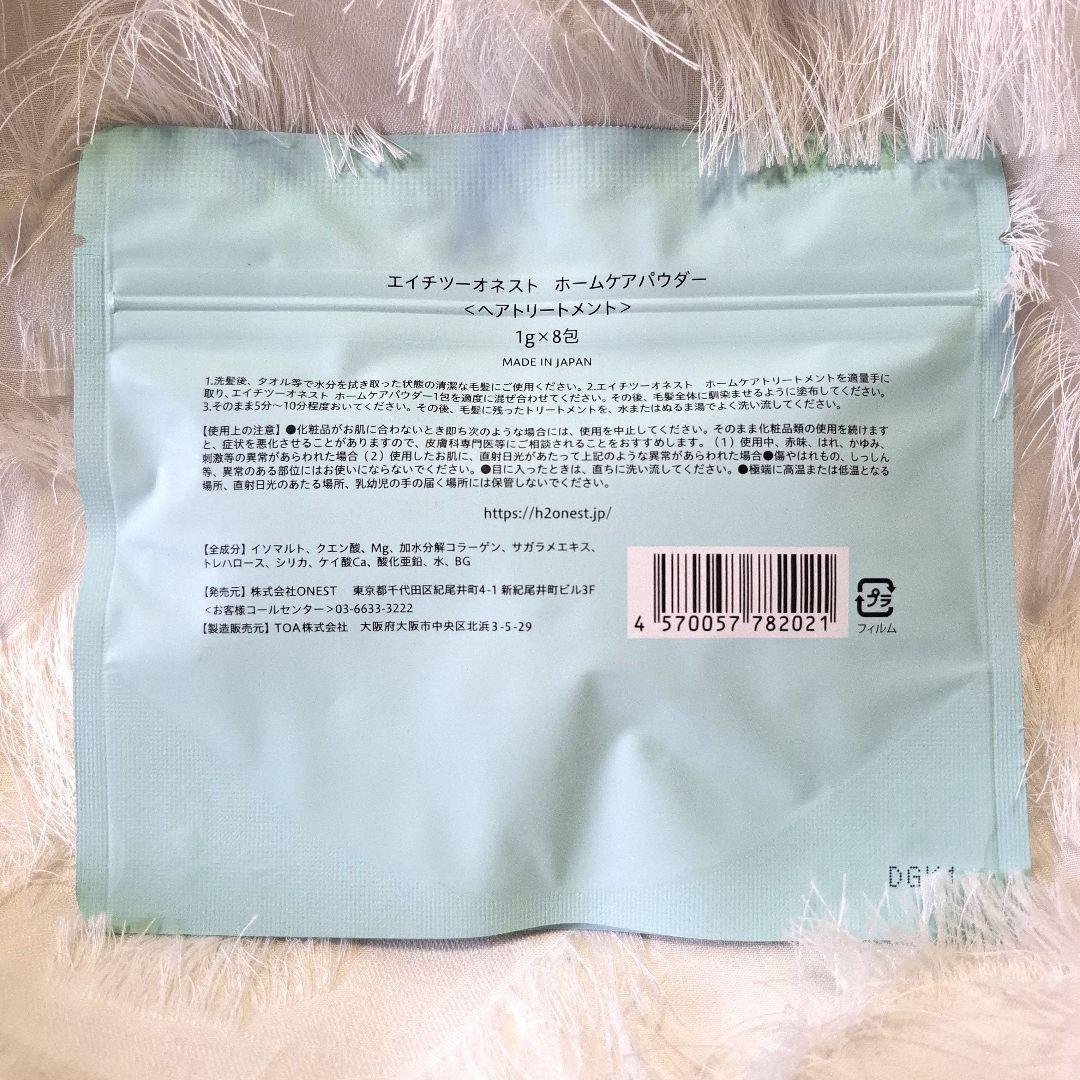 エイチツーオネスト　ホームケアパウダー
＜ヘアトリートメント＞
1g×8包
MADE IN JAPAN
1.洗髪後、タオル等で水分を拭き取った状態の清潔な毛髪にご使用ください。2.エイチツーオネスト　ホームケアトリートメントを適量手に
取り、エイチツーオネスト ホームケアパウダー1包を適度に混ぜ合わせてください。その後、毛髪全体に馴染ませるように塗布してください。
3.そのまま5分～10分程度おいてください。その後、毛髪に残ったトリートメントを、水またはぬるま湯でよく洗い流してください。
【使用上の注意】●化粧品がお肌に合わないとき即ち次のような場合には、使用を中止してください。そのまま化粧品類の使用を続けます
と、症状を悪化させることがありますので、皮膚科専門医等にご相談されることをおすすめします。（1）使用中、赤味、はれ、かゆみ、
刺激等の異常があらわれた場合（2）使用したお肌に、直射日光があたって上記のような異常があらわれた場合●傷やはれもの、しっしん
等、異常のある部位にはお使いにならないでください。●目に入ったときは、直ちに洗い流してください。●極端に高温または低温となる
場所、直射日光のあたる場所、乳幼児の手の届く場所には保管しないでください。
https://h2onest.jp/
【全成分】イソマルト、クエン酸、Mg、加水分解コラーゲン、サガラメエキス、
トレハロース、シリカ、ケイ酸Ca、酸化亜鉛、水、BG
【発売元】株式会社ONEST　東京都千代田区紀尾井町4-1 新紀尾井町ビル3F
＜お客様コールセンター＞03-6633-3222
【製造販売元】TOA株式会社　大阪府大阪市中央区北浜3-5-29
4 570057 782021
プラ
フィルム